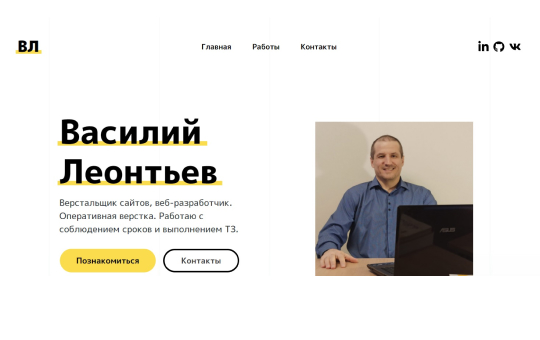 ВЛ
Главная Работы Контакты
in
Василий
Леонтьев
Верстальщик сайтов, веб-разработчик.
Оперативная верстка. Работаю с
соблюдением сроков и выполнением ТЗ.
Познакомиться Контакты
ASUS